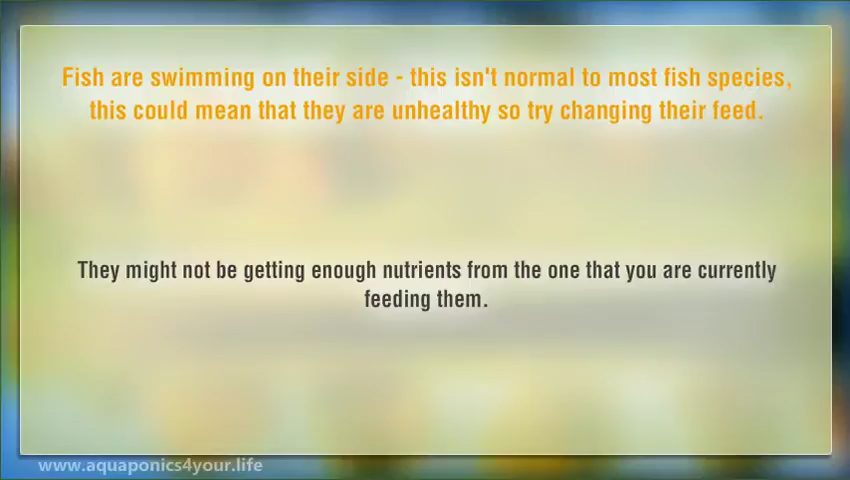 Fish are swimming on their side - this isn't normal to most fish species,
this could mean that they are unhealthy so try changing their feed.
They might not be getting enough nutrients from the one that you are currently
feeding them.
www.aquaponics4your.life